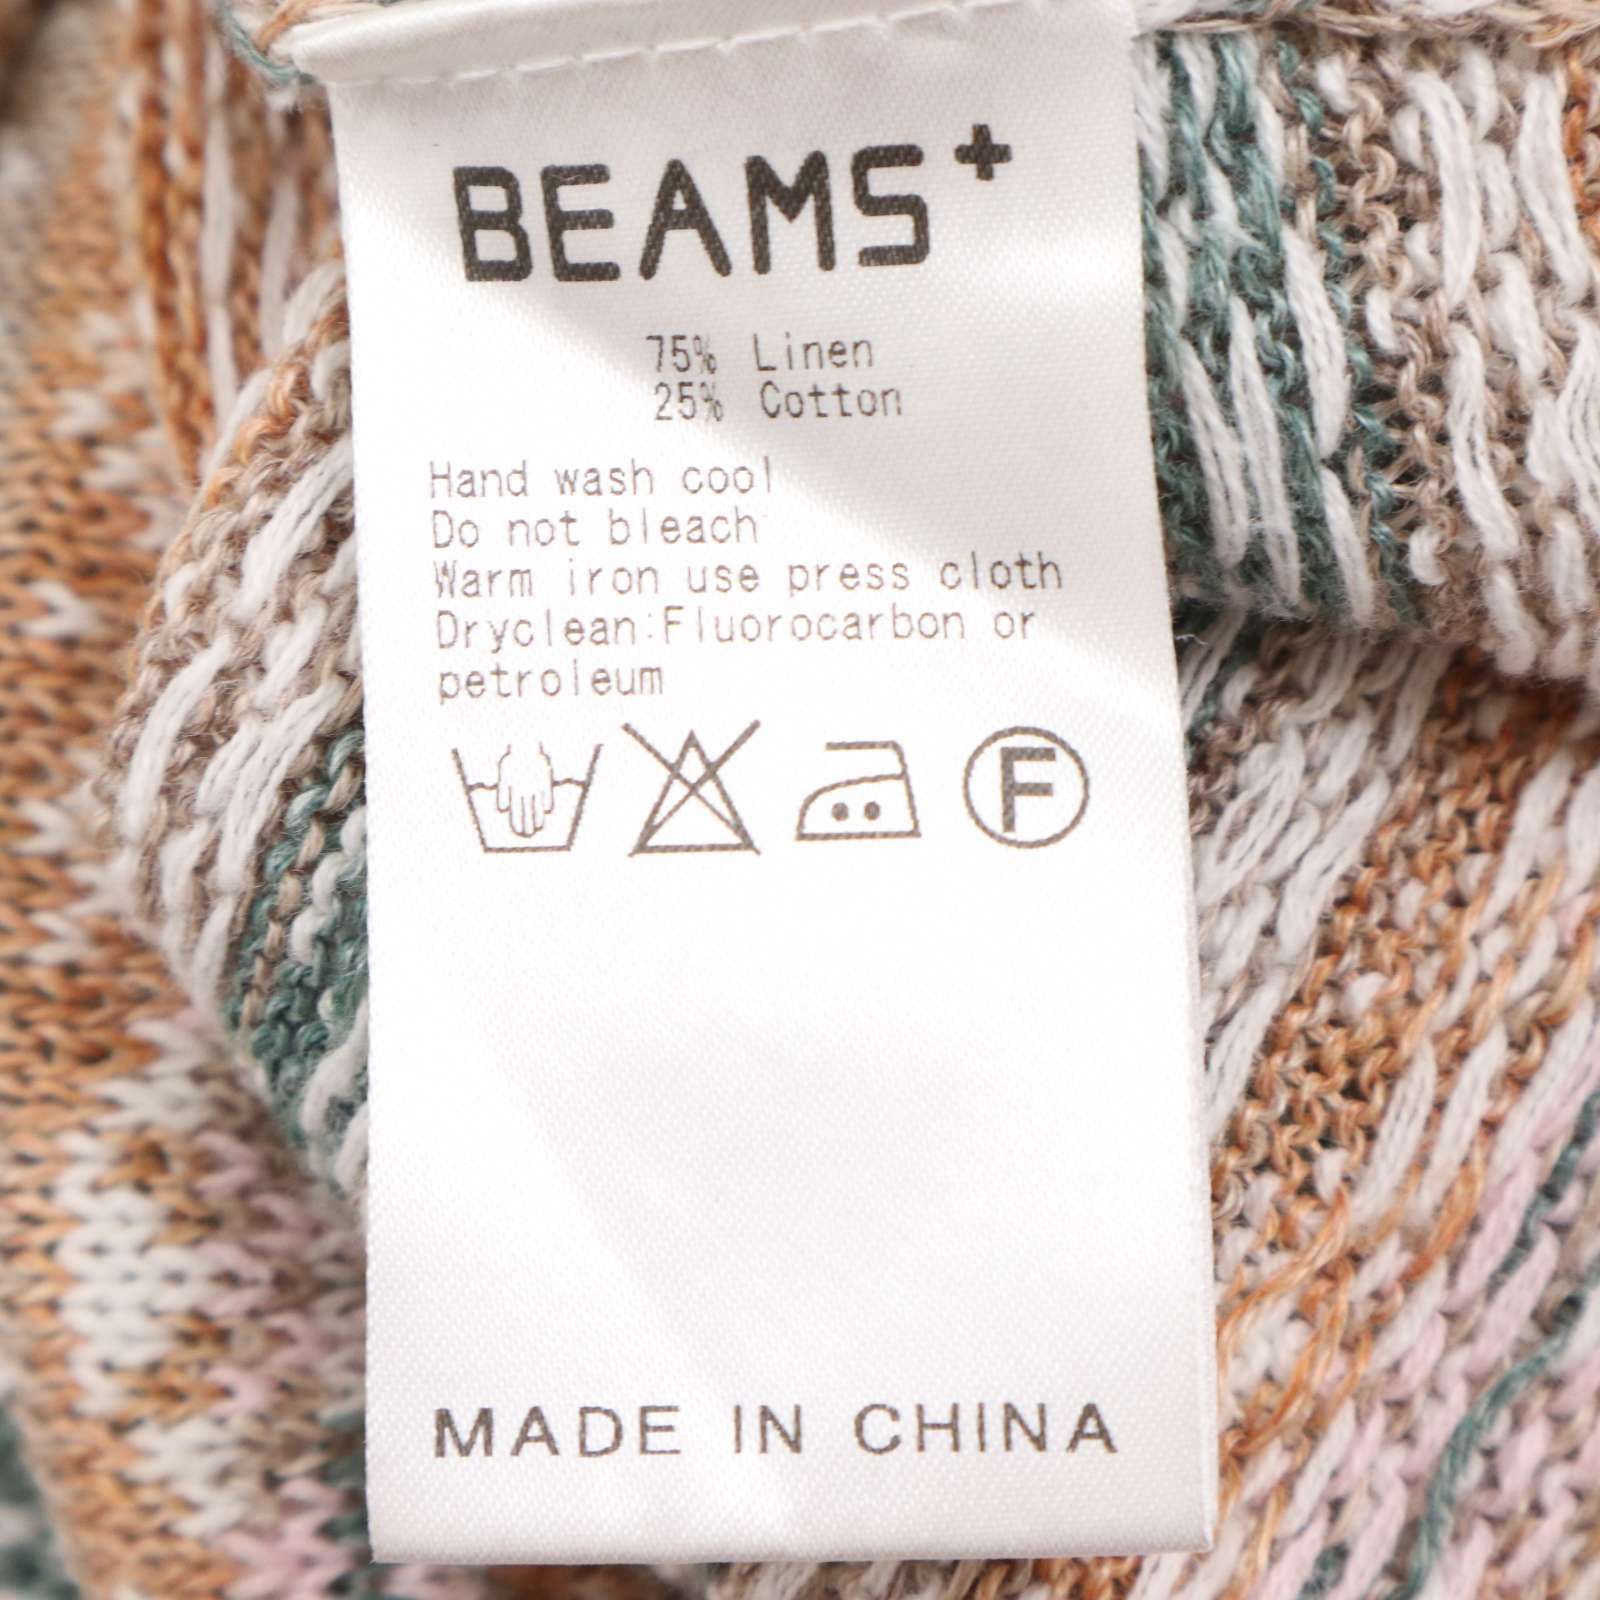 BEAMS+
75% Linen
25% Cotton
Hand wash cool
Do not bleach
Warm iron use press cloth
Dryclean:Fluorocarbon or
petroleum
F
MADE IN CHINA